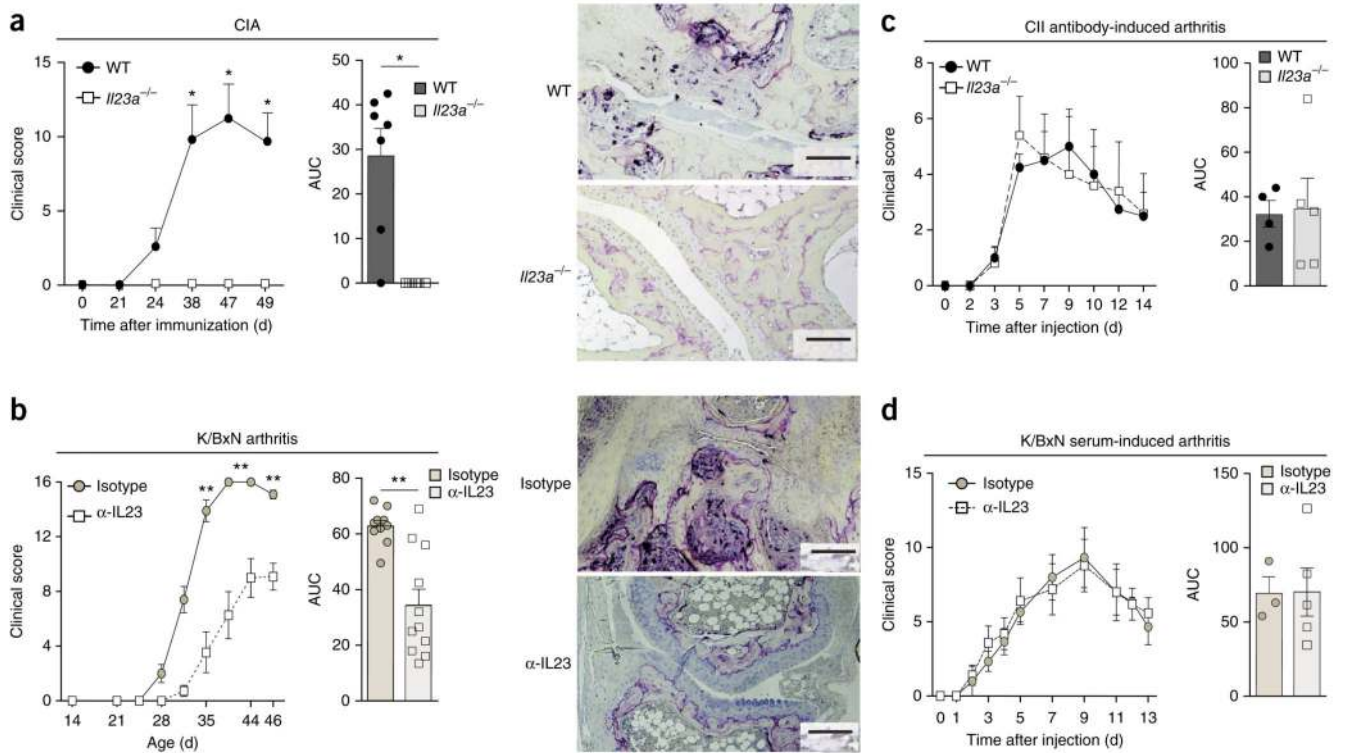 a
CIA
WT
Il23a−/−
Clinical score
15
10
5
0
* * *
0 21 24 38 47 49
Time after immunization (d)
AUC
50
40
30
20
10
0
*
WT
Il23a−/−
WT
Il23a−/−
c
CII antibody-induced arthritis
WT
Il23a−/−
Clinical score
8
6
4
2
0
0 2 3 5 7 9 10 12 14
Time after injection (d)
AUC
100
80
60
40
20
0
WT
Il23a−/−
b
K/BxN arthritis
Isotype
α-IL23
Clinical score
16
12
8
4
0
** ** **
14 21 28 35 44 46
Age (d)
AUC
80
60
40
20
0
**
Isotype
α-IL23
Isotype
α-IL23
d
K/BxN serum-induced arthritis
Isotype
α-IL23
Clinical score
15
10
5
0
0 1 3 5 7 9 11 13
Time after injection (d)
AUC
150
100
50
0
Isotype
α-IL23